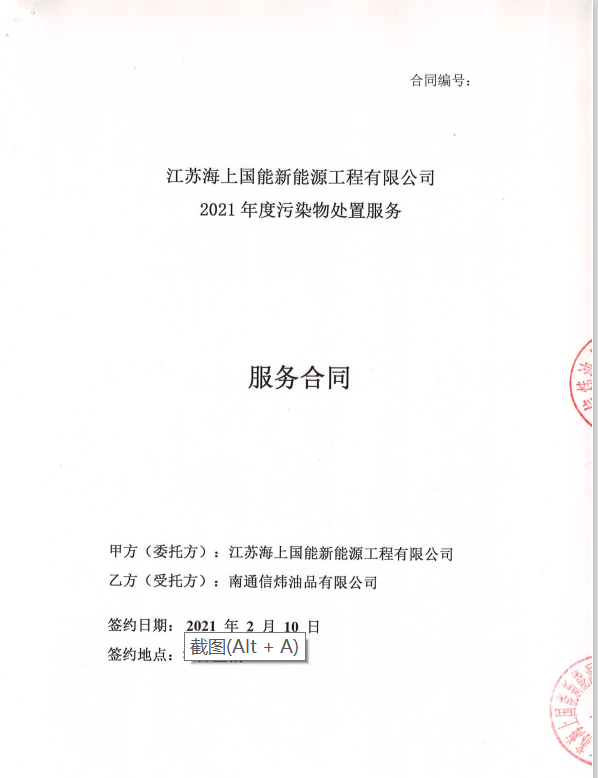 合同编号：
江苏海上国能新能源工程有限公司
2021 年度污染物处置服务
服务合同
甲方（委托方）：江苏海上国能新能源工程有限公司
乙方（受托方）：南通信炜油品有限公司
签约日期： 2021 年 2 月 10 日
截图(Alt + A)
签约地点：